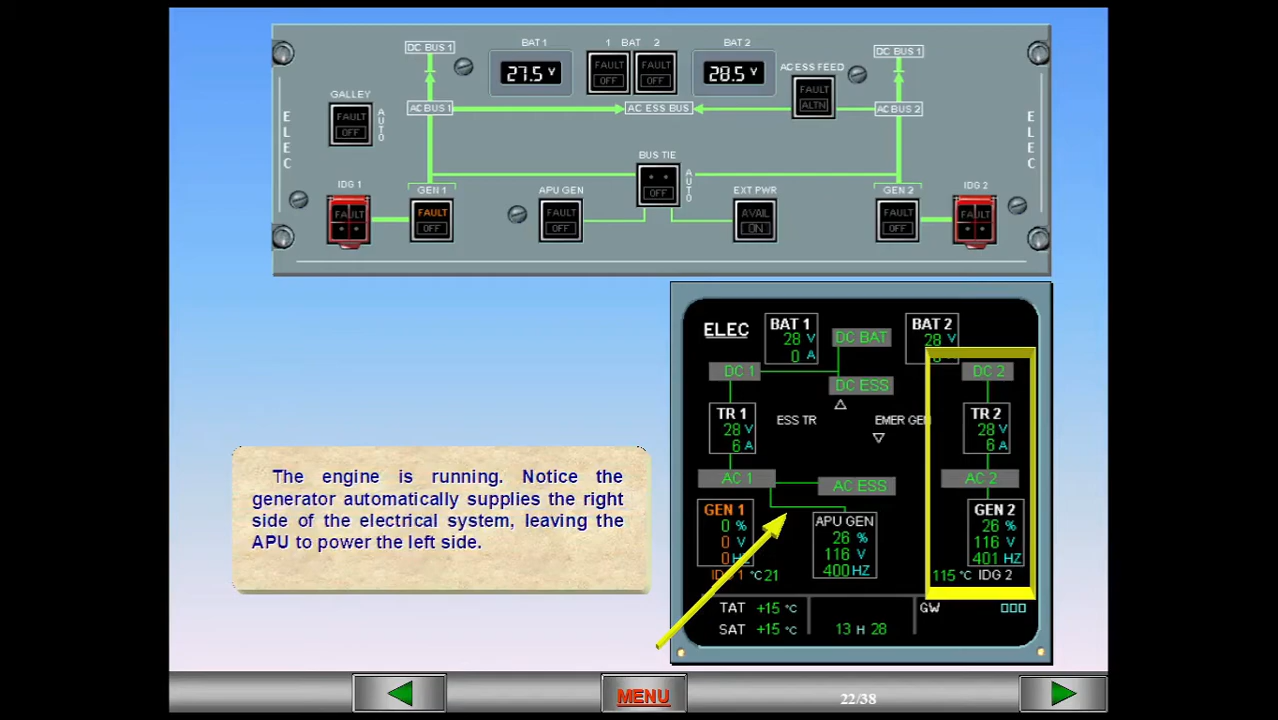 DC BUS 1
BAT 1
1 BAT 2
BAT 2
DC BUS 1
27.5 V
FAULT
OFF
FAULT
OFF
28.5 V
AC ESS FEED
FAULT
ALTN
GALLEY
FAULT
OFF
AUTO
AC BUS 1
AC ESS BUS
AC BUS 2
ELEC
ELEC
BUS TIE
OFF
AUTO
IDG 1
GEN 1
APU GEN
EXT PWR
GEN 2
IDG 2
FAULT
FAULT
OFF
FAULT
OFF
AVAIL
ON
FAULT
OFF
FAULT
ELEC
BAT 1
28 V
0 A
DC BAT
BAT 2
28 V
DC 1
DC ESS
DC 2
TR 1
28 V
6 A
ESS TR
EMER GEN
TR 2
28 V
6 A
AC 1
AC ESS
AC 2
GEN 1
0 %
0 V
0 HZ
APU GEN
26 %
116 V
400 HZ
GEN 2
26 %
116 V
401 HZ
°C 21
115 °C IDG 2
TAT +15 °C
SAT +15 °C
13 H 28
GW
The engine is running. Notice the
generator automatically supplies the right
side of the electrical system, leaving the
APU to power the left side.
MENU
22/38